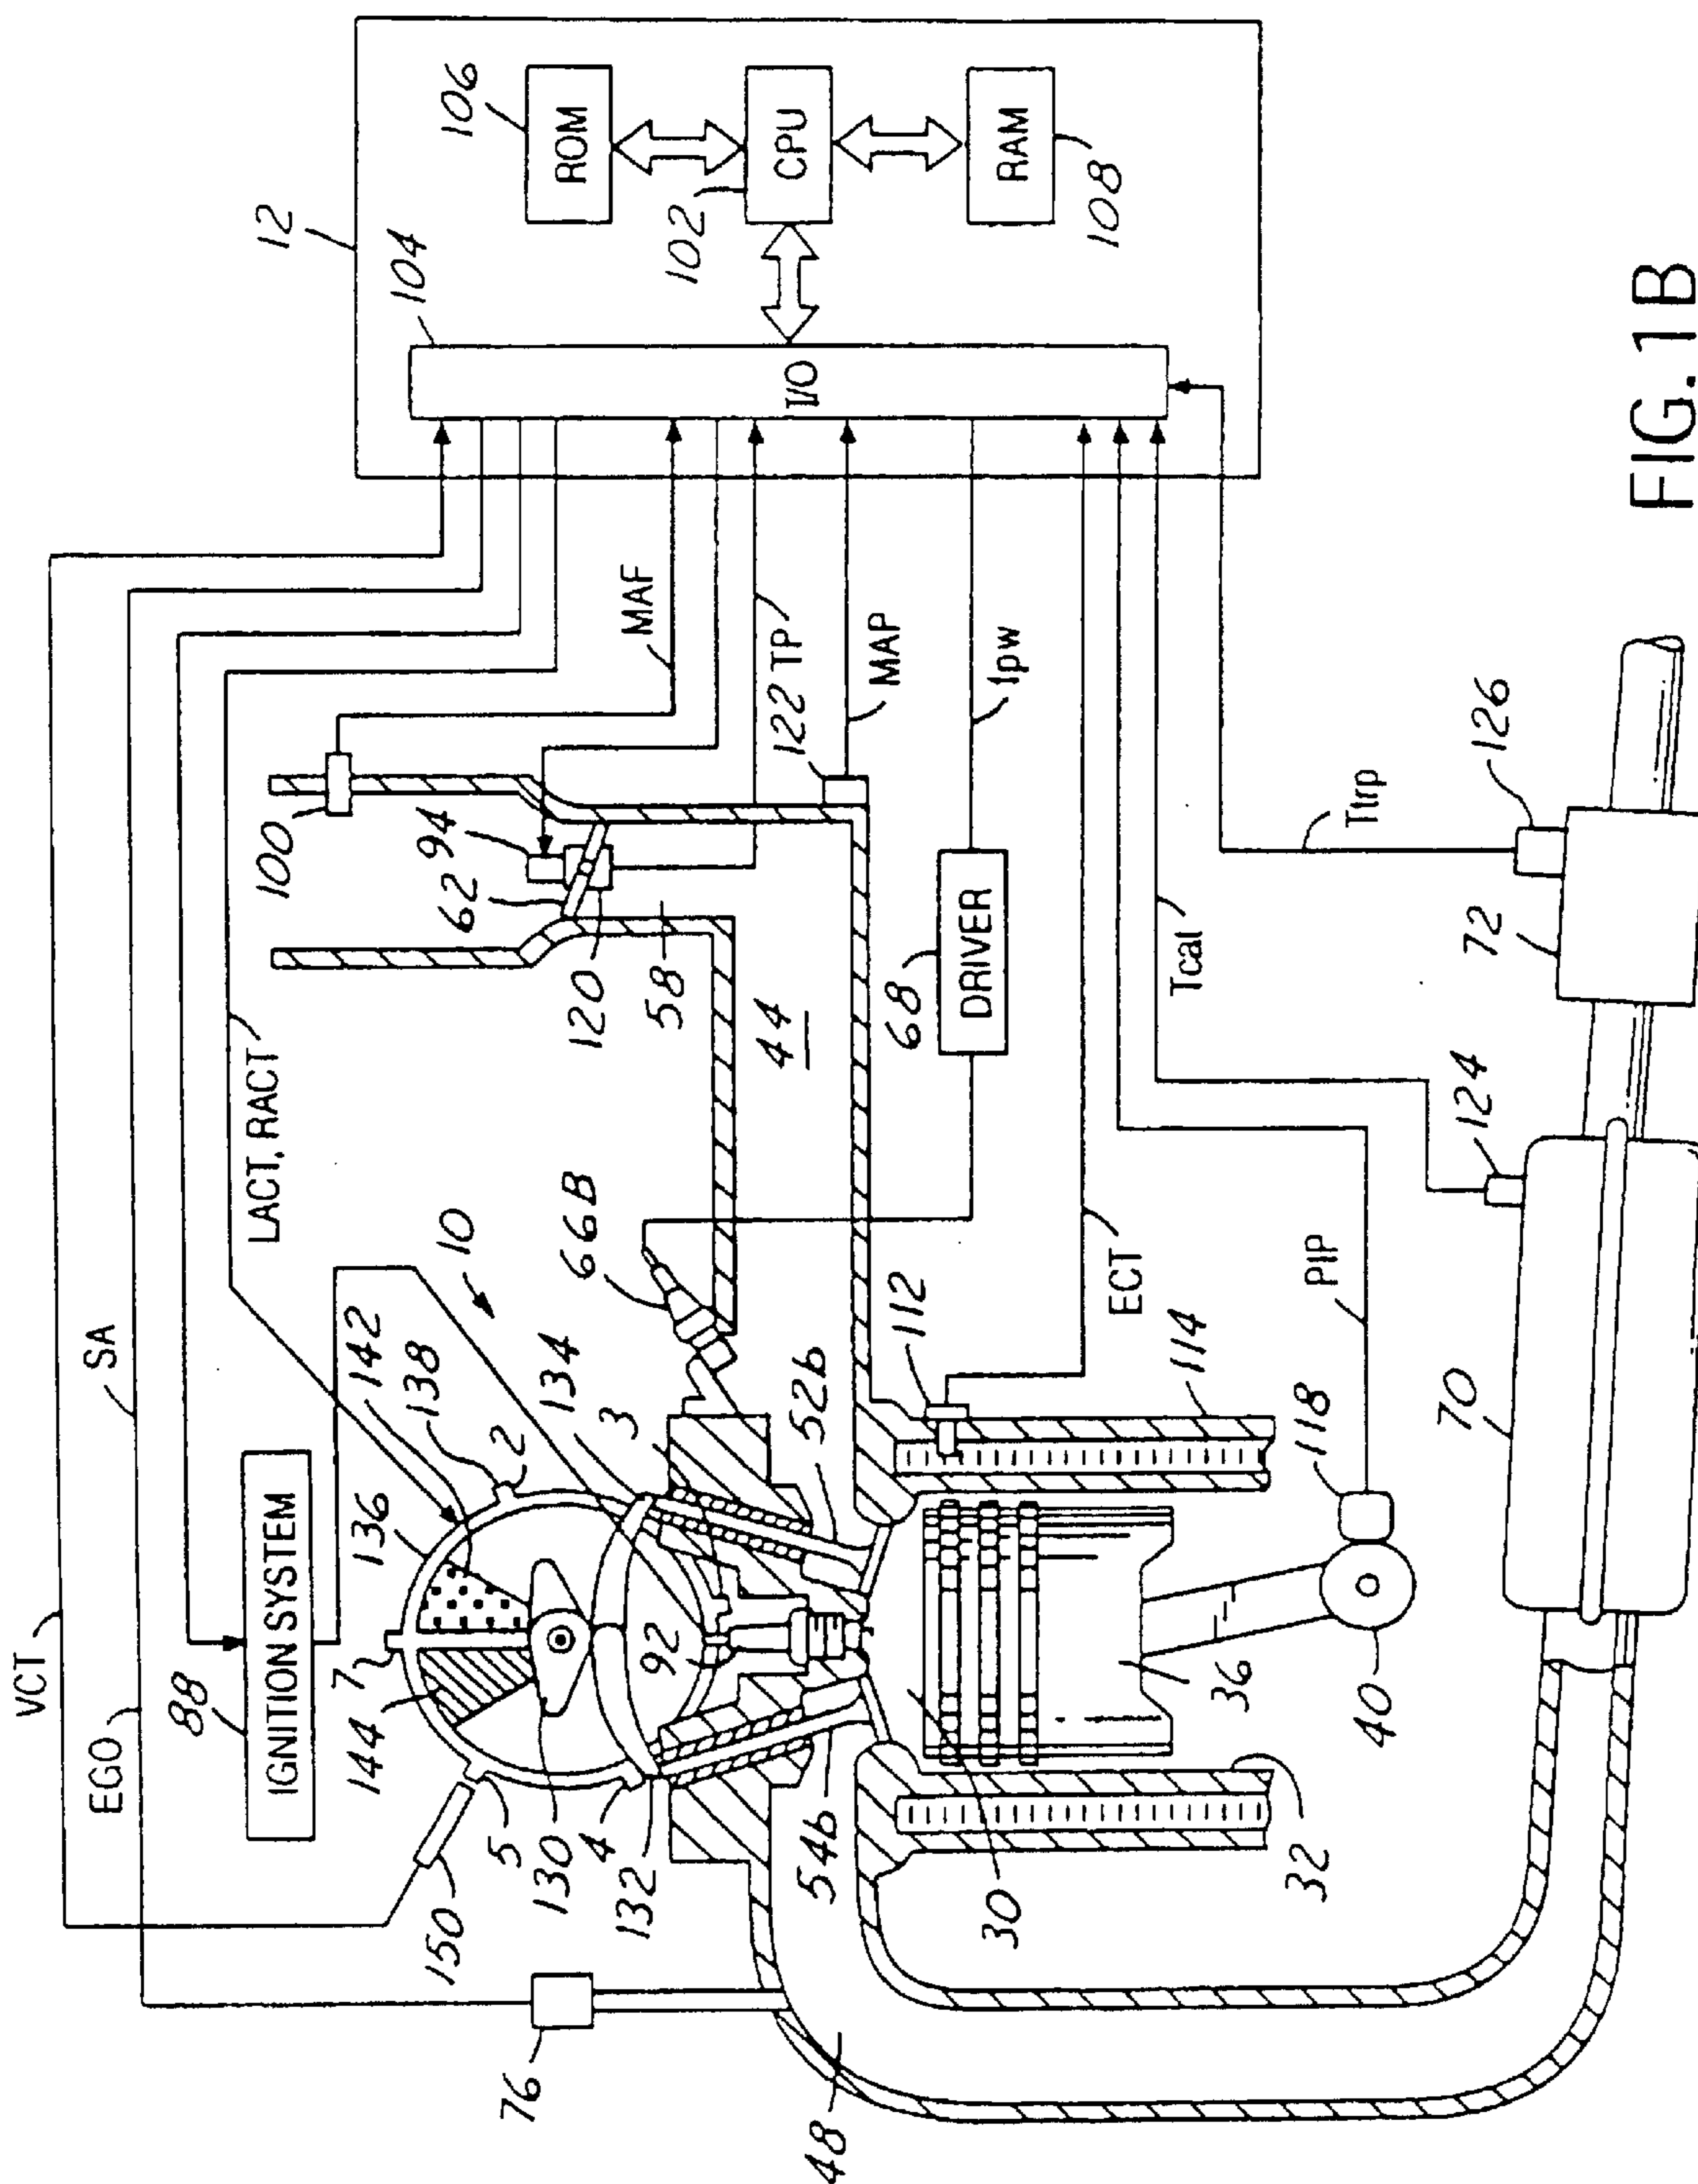 VCT
SA
EGO
88
IGNITION SYSTEM
LACT, RACT
12
104
106
ROM
102
CPU
I/O
RAM
108
MAF
TP
122
MAP
fpw
100
94
62
120
58
44
68
DRIVER
66B
10
142
138
2
136
7
144
5
130
4
132
150
134
3
92
52b
54b
76
48
30
36
32
40
112
114
118
ECT
PIP
Tcat
Ttrp
126
72
124
70
FIG. 1B